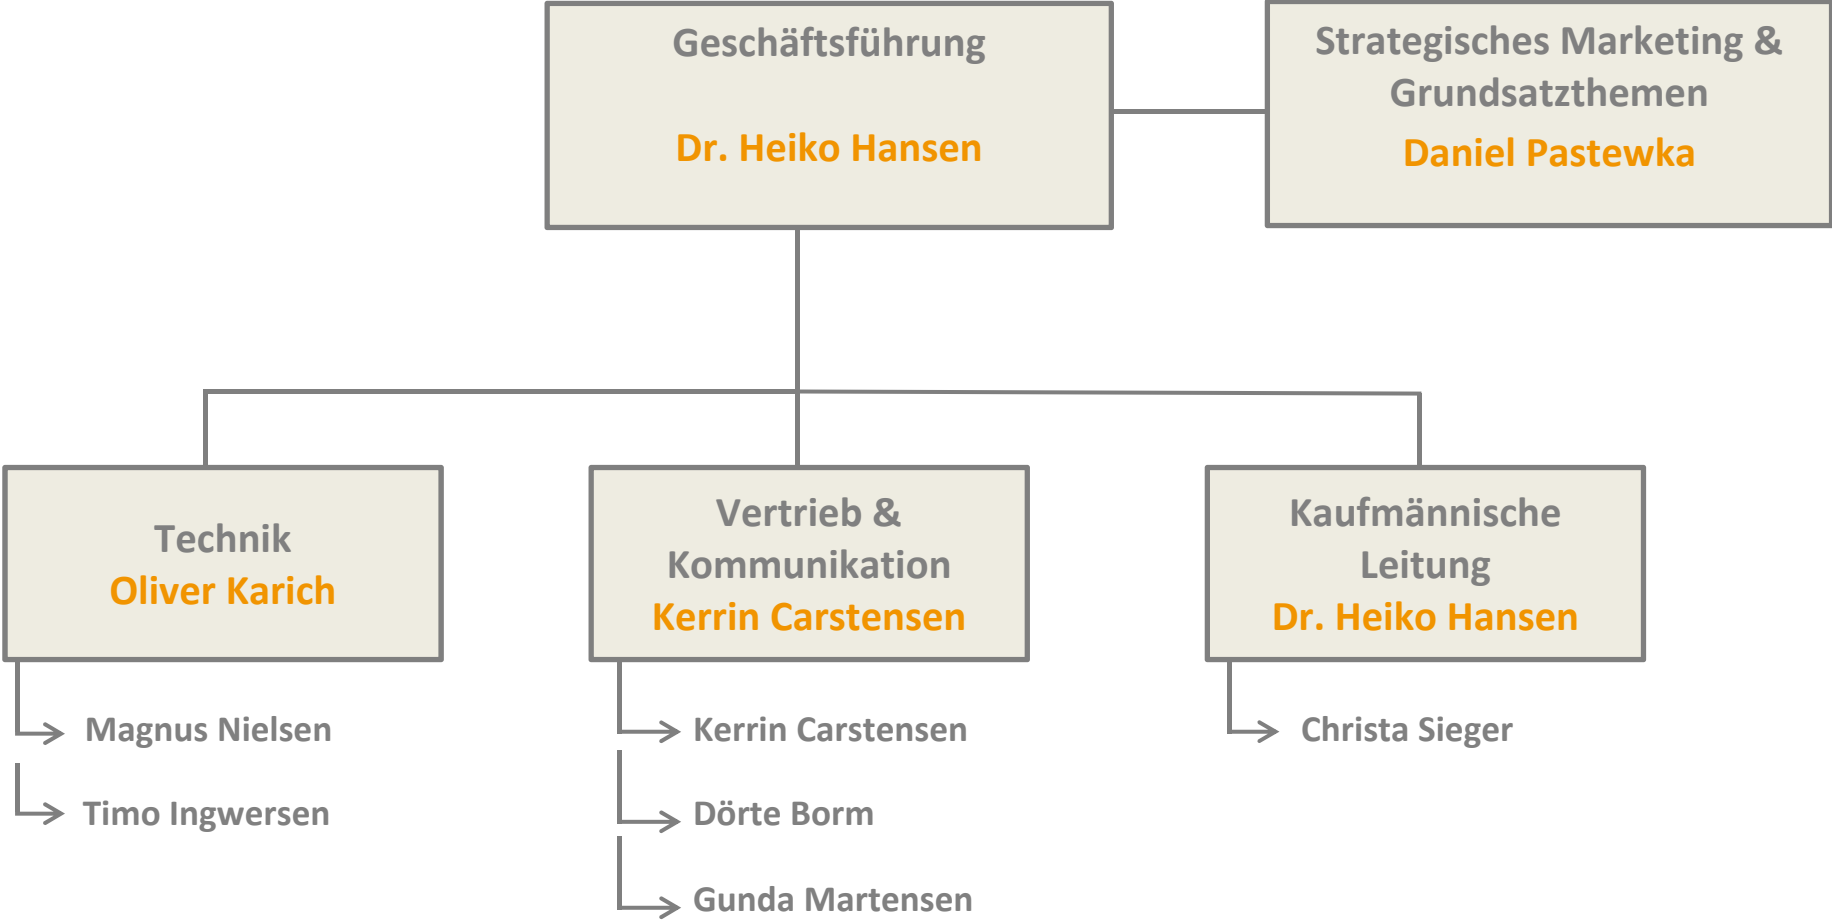 Geschäftsführung
Dr. Heiko Hansen
Strategisches Marketing &
Grundsatzthemen
Daniel Pastewka
Technik
Oliver Karich
Magnus Nielsen
Timo Ingwersen
Vertrieb &
Kommunikation
Kerrin Carstensen
Kerrin Carstensen
Dörte Borm
Gunda Martensen
Kaufmännische
Leitung
Dr. Heiko Hansen
Christa Sieger